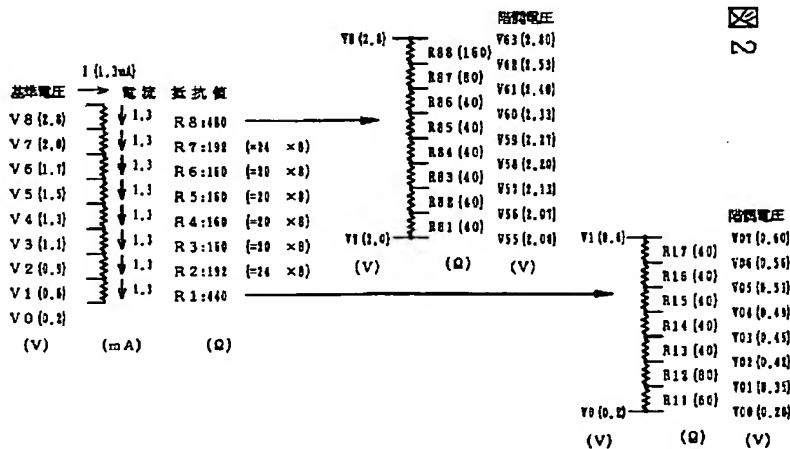 図2
I (1.3mA)
基準電圧 電流 抵抗値
V8 (2.8) 1.3 R8:480
V7 (2.0) 1.3 R7:192 (=24 ×8)
V6 (1.7) 1.3 R6:160 (=20 ×8)
V5 (1.5) 1.3 R5:160 (=20 ×8)
V4 (1.3) 1.3 R4:160 (=20 ×8)
V3 (1.1) 1.3 R3:160 (=20 ×8)
V2 (0.9) 1.3 R2:192 (=24 ×8)
V1 (0.6) 1.3 R1:440
V0 (0.2)
(V) (mA) (Ω)
階調電圧
V8 (2.8) V63 (2.80)
R88 (160)
V62 (2.53)
R87 (80)
V61 (2.40)
R86 (40)
V60 (2.33)
R85 (40)
V59 (2.27)
R84 (40)
V58 (2.20)
R83 (40)
V57 (2.13)
R82 (40)
V56 (2.07)
R81 (40)
(2.0) V55
(V) (Ω) (V)
階調電圧
V1 (0.6) V07 (0.60)
R17 (40)
V06 (0.56)
R16 (40)
V05 (0.53)
R15 (40)
V04 (0.49)
R14 (40)
V03 (0.45)
R13 (40)
V02 (0.42)
R12 (80)
V01 (0.35)
R11 (60)
V0 (0.2) V00
(V) (Ω) (V)